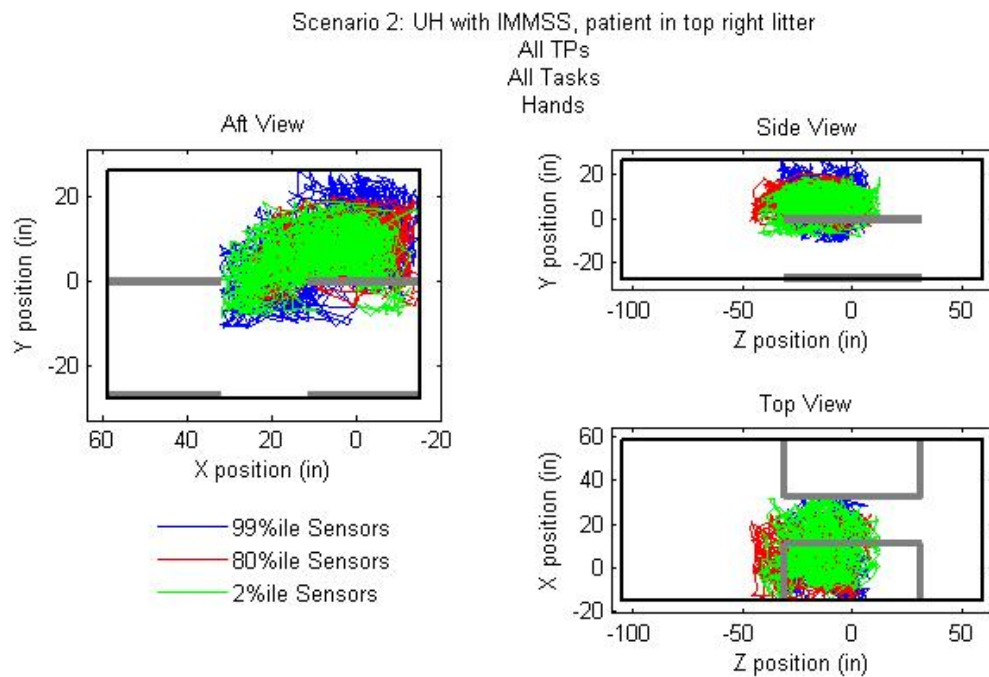 Scenario 2: UH with IMMSS, patient in top right litter
All TPs
All Tasks
Hands
Aft View
20
0
-20
Y position (in)
60
40
20
0
-20
X position (in)
99%ile Sensors
80%ile Sensors
2%ile Sensors
Side View
20
0
-20
Y position (in)
-100
-50
0
50
Z position (in)
Top View
60
40
20
0
-20
X position (in)
-100
-50
0
50
Z position (in)